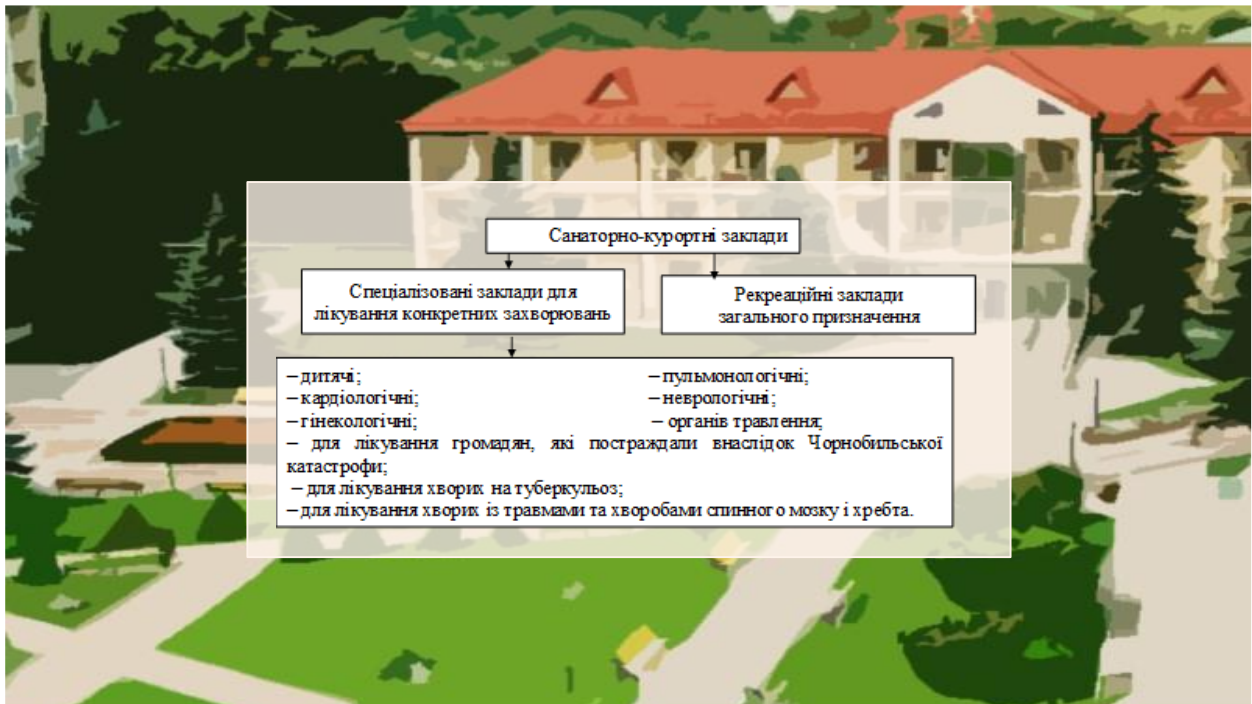 Санаторно-курортні заклади
Спеціалізовані заклади для
лікування конкретних захворювань
Рекреаційні заклади
загального призначення
– дитячі; – пульмонологічні;
– кардіологічні; – неврологічні;
– гінекологічні; – органів травлення;
– для лікування громадян, які постраждали внаслідок Чорнобильської
катастрофи;
– для лікування хворих на туберкульоз;
– для лікування хворих із травмами та хворобами спинного мозку і хребта.